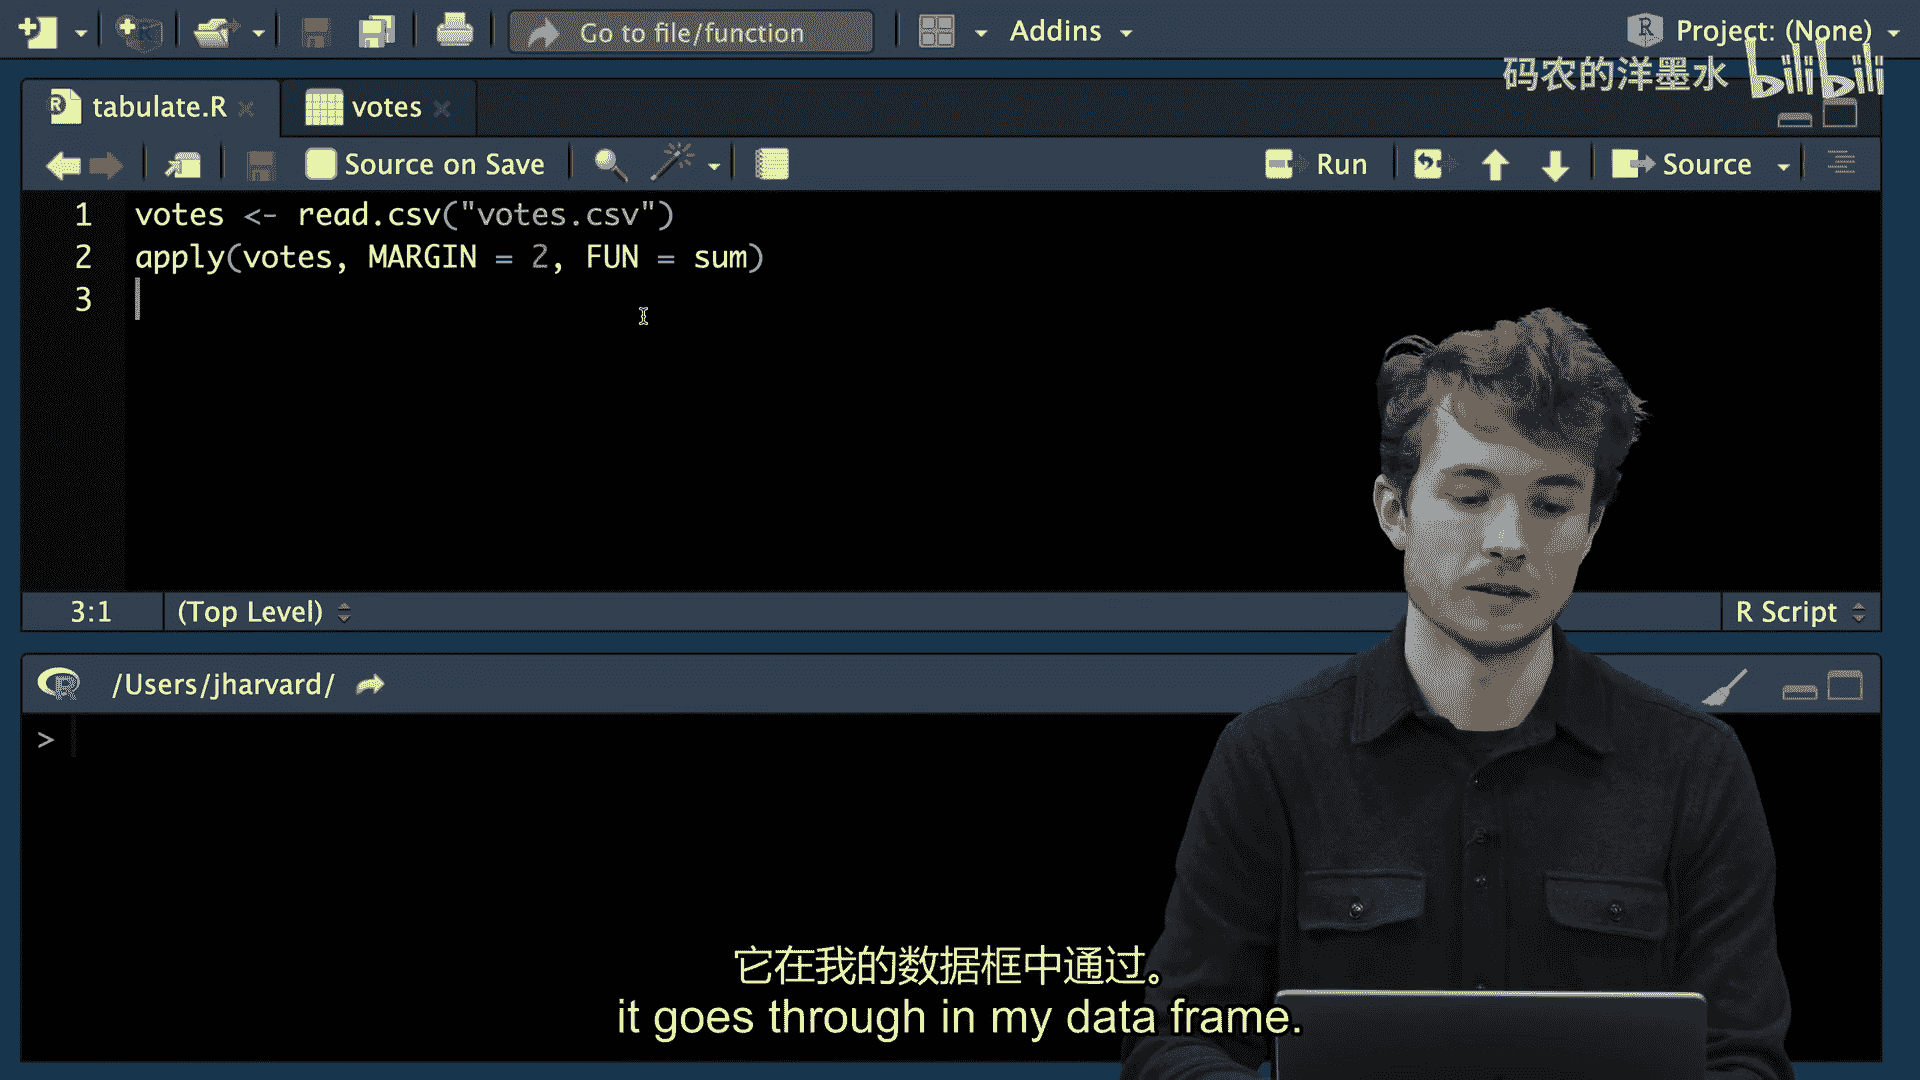 Go to file/function
Addins
Project: (None)
码农的洋墨水 bilibili
tabulate.R
votes
Source on Save
Run
Source
1 votes <- read.csv("votes.csv")
2 apply(votes, MARGIN = 2, FUN = sum)
3
3:1
(Top Level)
R Script
/Users/jharvard/
>
它在我的数据框中通过。
it goes through in my data frame.